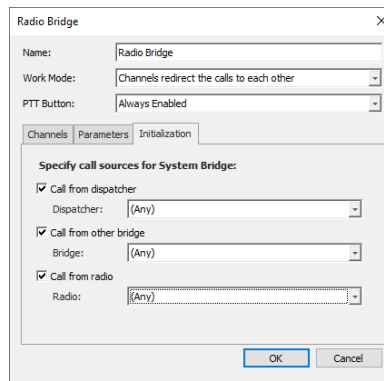 Radio Bridge
Name: Radio Bridge
Work Mode: Channels redirect the calls to each other
PTT Button: Always Enabled
Channels Parameters Initialization
Specify call sources for System Bridge:
Call from dispatcher
Dispatcher: (Any)
Call from other bridge
Bridge: (Any)
Call from radio
Radio: (Any)
OK Cancel